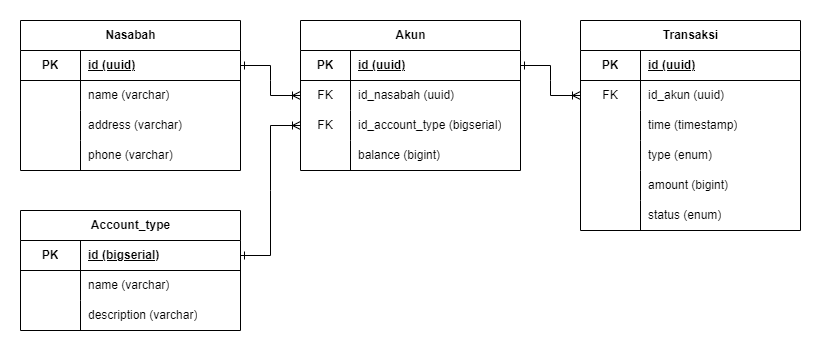 Nasabah
PK id (uuid)
name (varchar)
address (varchar)
phone (varchar)
Akun
PK id (uuid)
FK id_nasabah (uuid)
FK id_account_type (bigserial)
balance (bigint)
Transaksi
PK id (uuid)
FK id_akun (uuid)
time (timestamp)
type (enum)
amount (bigint)
status (enum)
Account_type
PK id (bigserial)
name (varchar)
description (varchar)